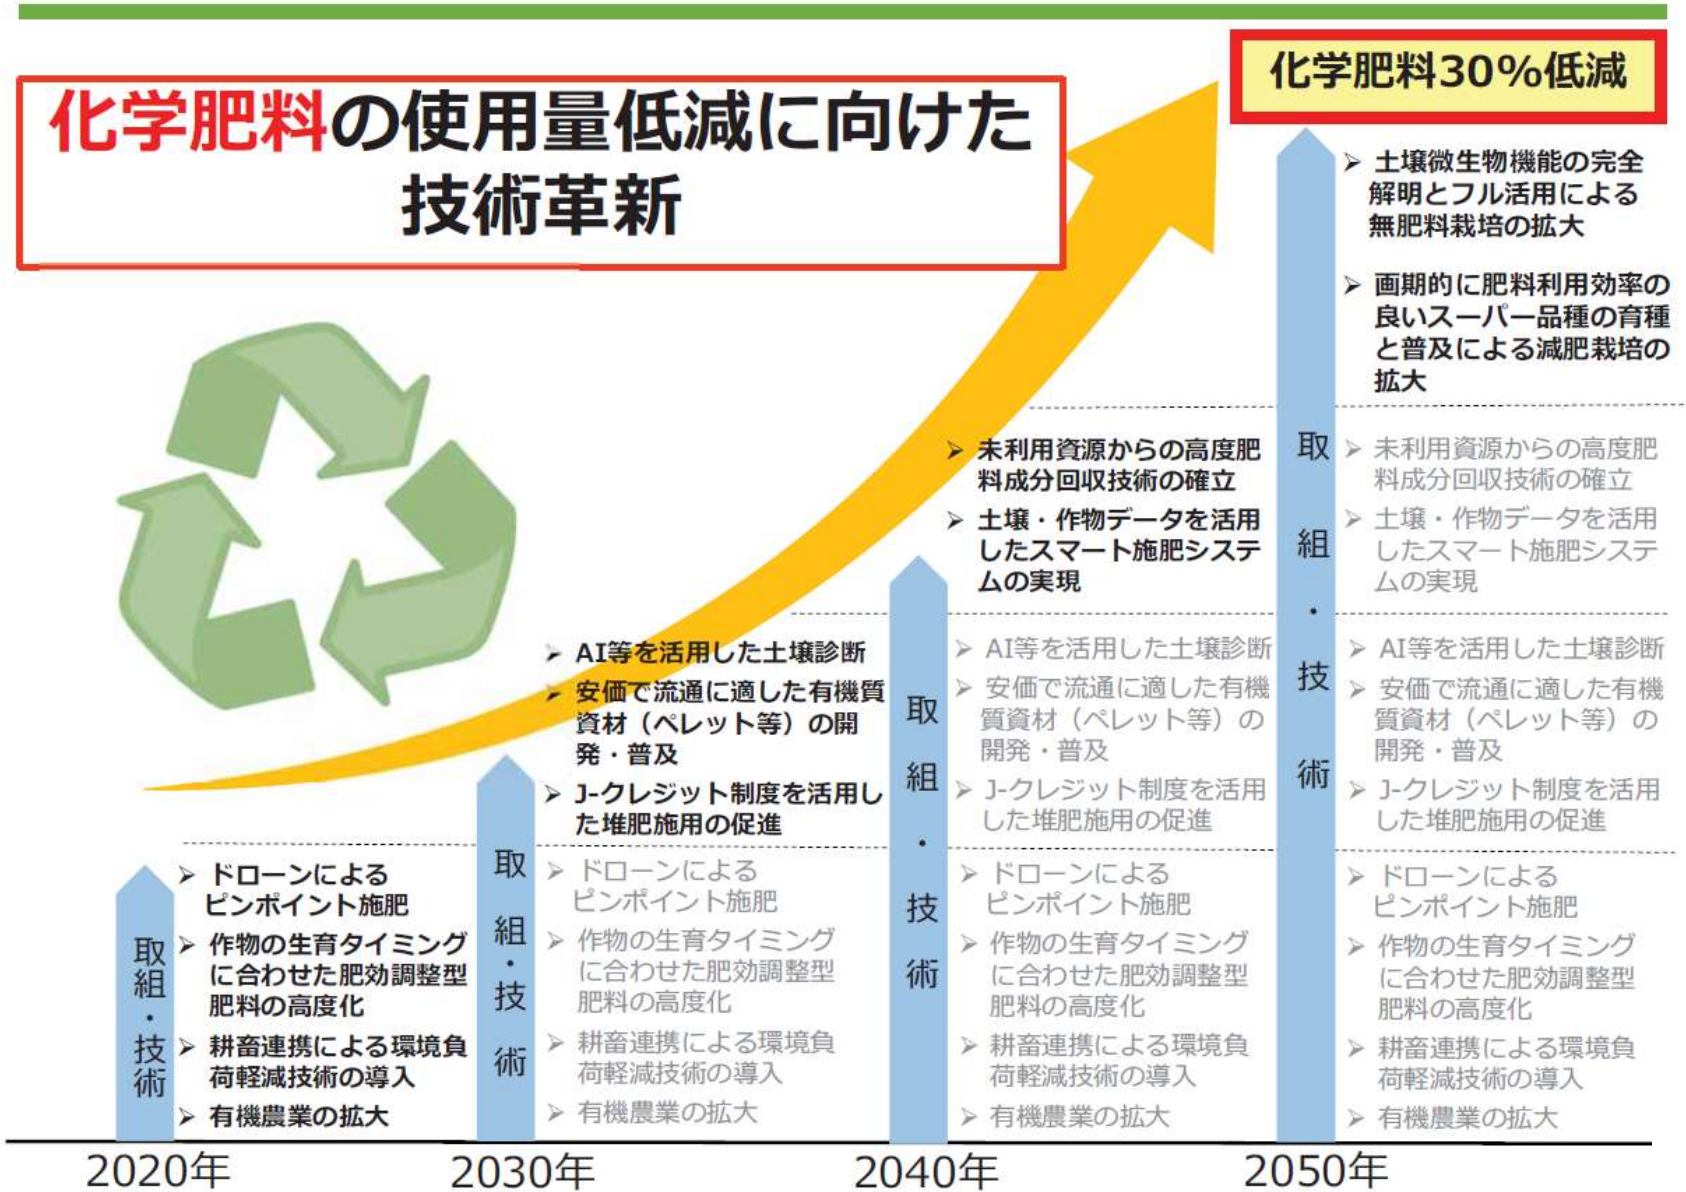 化学肥料の使用量低減に向けた
技術革新
化学肥料30%低減
➢ ドローンによる
ピンポイント施肥
➢ 作物の生育タイミング
に合わせた肥効調整型
肥料の高度化
➢ 耕畜連携による環境負
荷軽減技術の導入
➢ 有機農業の拡大
取組・技術
2020年
➢ AI等を活用した土壌診断
➢ 安価で流通に適した有機質
資材（ペレット等）の開
発・普及
➢ J-クレジット制度を活用し
た堆肥施用の促進
➢ ドローンによる
ピンポイント施肥
➢ 作物の生育タイミング
に合わせた肥効調整型
肥料の高度化
➢ 耕畜連携による環境負
荷軽減技術の導入
➢ 有機農業の拡大
取組・技術
2030年
➢ 未利用資源からの高度肥
料成分回収技術の確立
➢ 土壌・作物データを活用
したスマート施肥システ
ムの実現
➢ AI等を活用した土壌診断
➢ 安価で流通に適した有機
質資材（ペレット等）の
開発・普及
➢ J-クレジット制度を活用
した堆肥施用の促進
➢ ドローンによる
ピンポイント施肥
➢ 作物の生育タイミング
に合わせた肥効調整型
肥料の高度化
➢ 耕畜連携による環境負
荷軽減技術の導入
➢ 有機農業の拡大
取組・技術
2040年
➢ 土壌微生物機能の完全
解明とフル活用による
無肥料栽培の拡大
➢ 画期的に肥料利用効率の
良いスーパー品種の育種
と普及による減肥栽培の
拡大
➢ 未利用資源からの高度肥
料成分回収技術の確立
➢ 土壌・作物データを活用
したスマート施肥システ
ムの実現
➢ AI等を活用した土壌診断
➢ 安価で流通に適した有機
質資材（ペレット等）の
開発・普及
➢ J-クレジット制度を活用
した堆肥施用の促進
➢ ドローンによる
ピンポイント施肥
➢ 作物の生育タイミング
に合わせた肥効調整型
肥料の高度化
➢ 耕畜連携による環境負
荷軽減技術の導入
➢ 有機農業の拡大
取組・技術
2050年